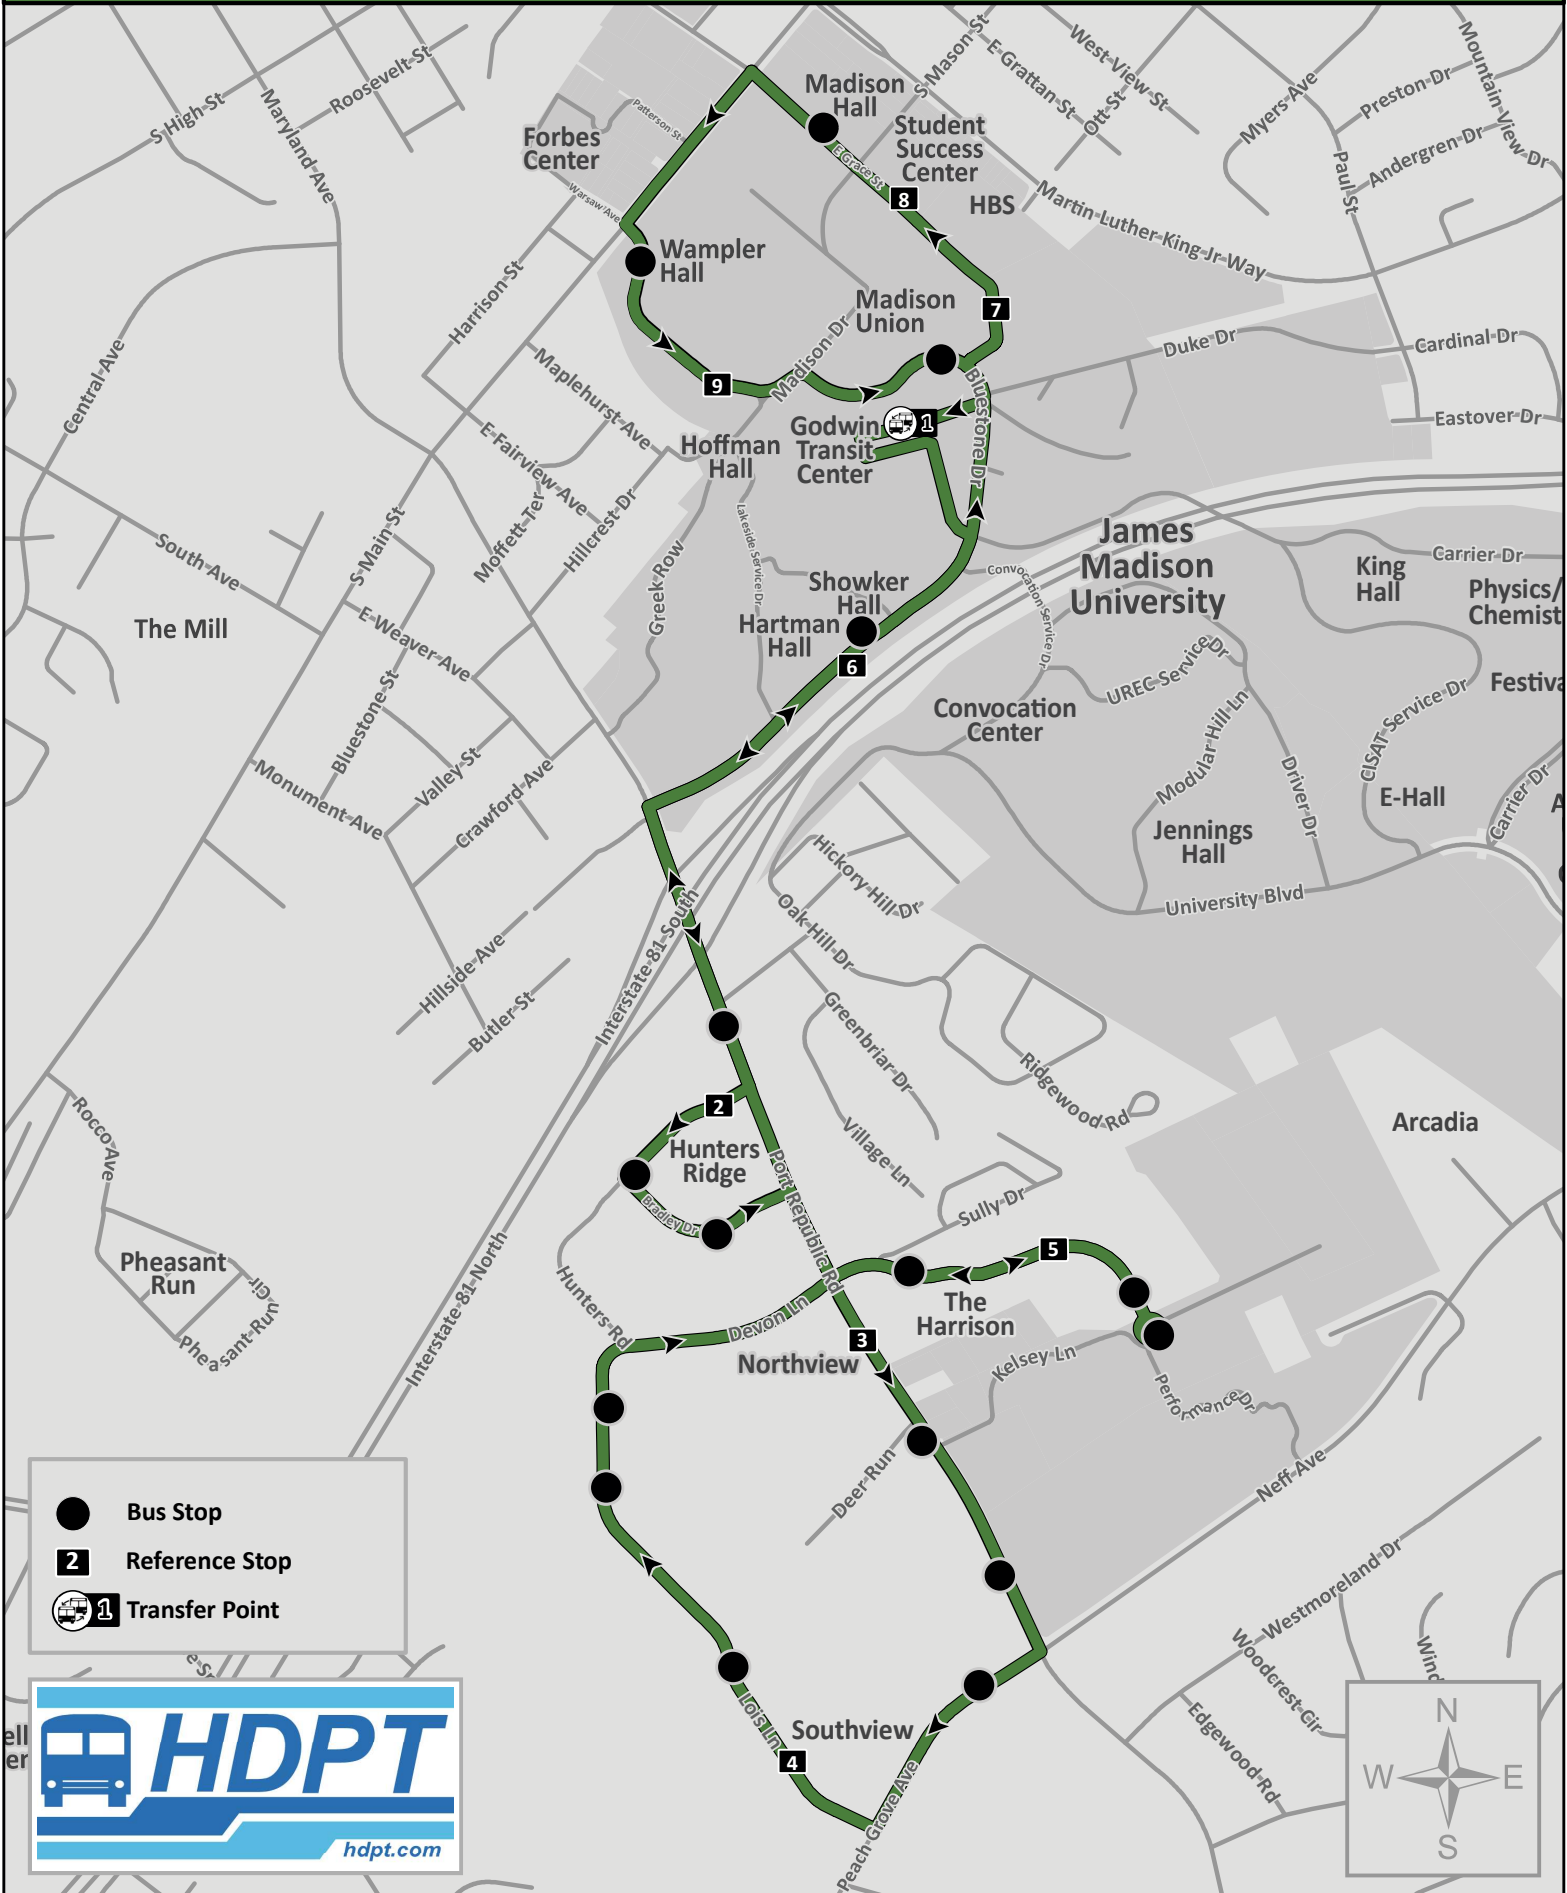 S Mason St
E Grattan St
West View St
Ott St
Myers Ave
Preston Dr
Mountain View Dr
Andergren Dr
Paul St
Roosevelt St
S High St
Maryland Ave
Patterson St
Forbes
Center
Warsaw Ave
Madison
Hall
E Grace St
Student
Success
Center
8
HBS
Martin Luther King Jr Way
Wampler
Hall
Harrison St
Madison
Union
7
Madison Dr
9
Duke Dr
Cardinal Dr
Eastover Dr
Bluestone Dr
Central Ave
Maplehurst Ave
E Fairview Ave
Moffett Ter
Hillcrest Dr
Hoffman
Hall
Godwin
Transit
Center
1
S Main St
South Ave
Lakeside Service Dr
Greek Row
James
Madison
University
King
Hall
Carrier Dr
Physics/
Chemist
Convocation Service Dr
Showker
Hall
Hartman
Hall
6
The Mill
E Weaver Ave
Bluestone St
UREC Service Dr
CISAT Service Dr
Festiva
Convocation
Center
Modular Hill Ln
Driver Dr
E-Hall
Carrier Dr
Monument Ave
Valley St
Crawford Ave
Jennings
Hall
Hickory Hill Dr
University Blvd
Oak Hill Dr
Interstate 81 South
Hillside Ave
Butler St
Greenbriar Dr
Ridgewood Rd
2
Hunters
Ridge
Bradley Dr
Port Republic Rd
Village Ln
Arcadia
Rocco Ave
Sully Dr
Pheasant
Run
Pheasant Run Cir
Interstate 81 North
5
Hunters Rd
Devon Ln
The
Harrison
3
Northview
Kelsey Ln
Performance Dr
Deer Run
Neff Ave
Westmoreland Dr
Woodcrest Cir
Wind
Edgewood Rd
Lois Ln
Southview
4
Peach Grove Ave
Bus Stop
2 Reference Stop
1 Transfer Point
e Sp
ell
er
HDPT
hdpt.com
N
W E
S